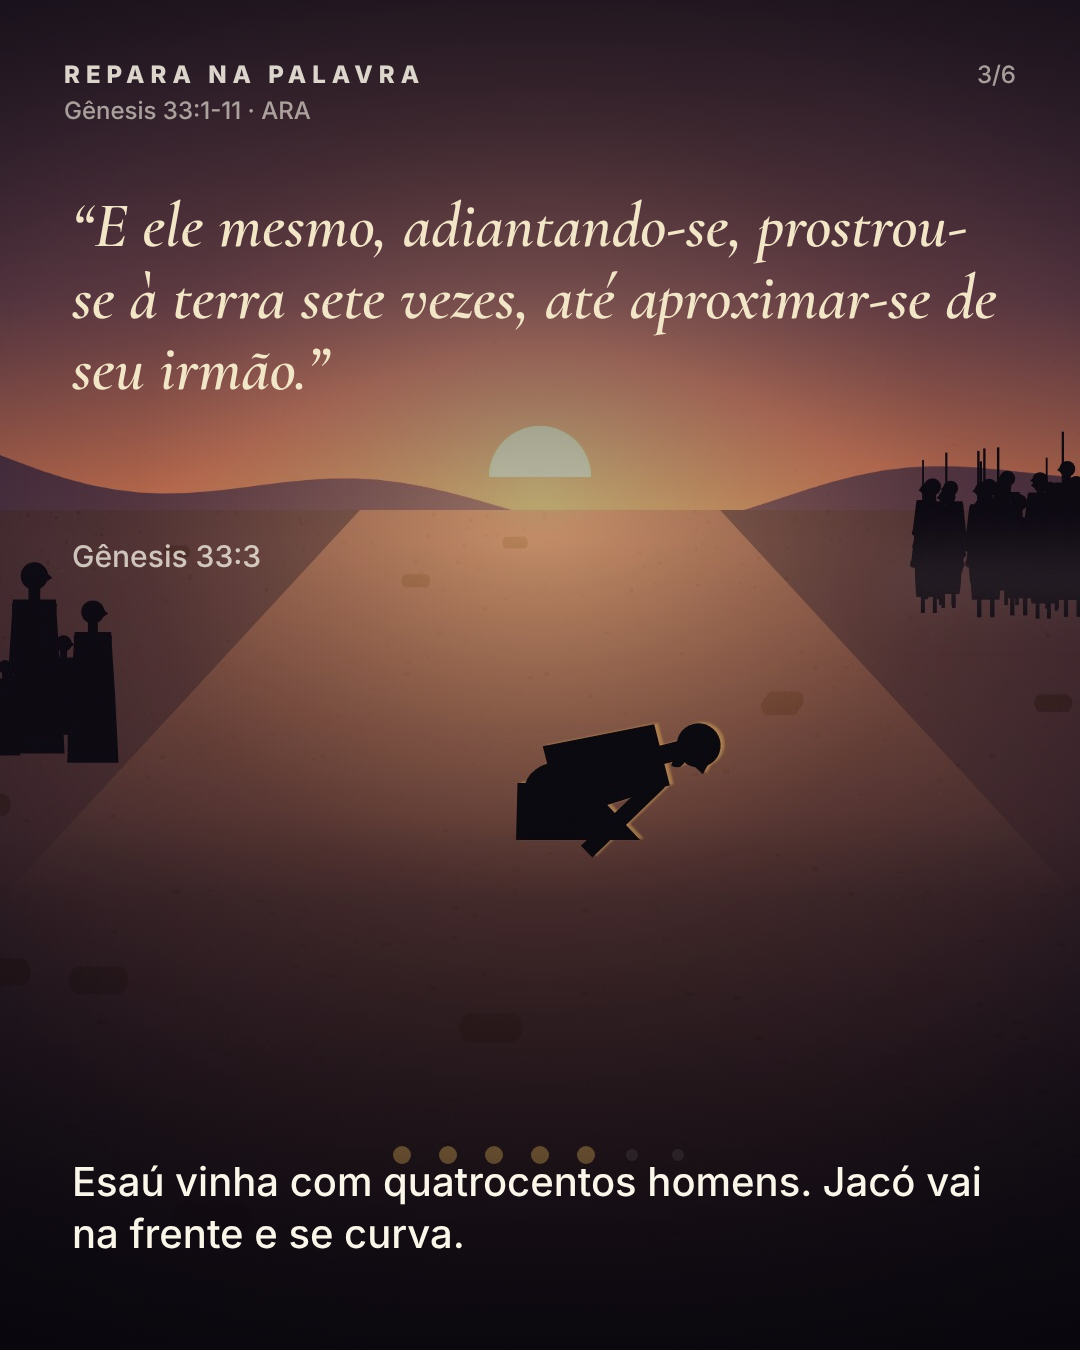 REPARA NA PALAVRA
3/6
Gênesis 33:1-11 · ARA
“E ele mesmo, adiantando-se, prostrou-
se à terra sete vezes, até aproximar-se de
seu irmão.”
Gênesis 33:3
Esaú vinha com quatrocentos homens. Jacó vai
na frente e se curva.